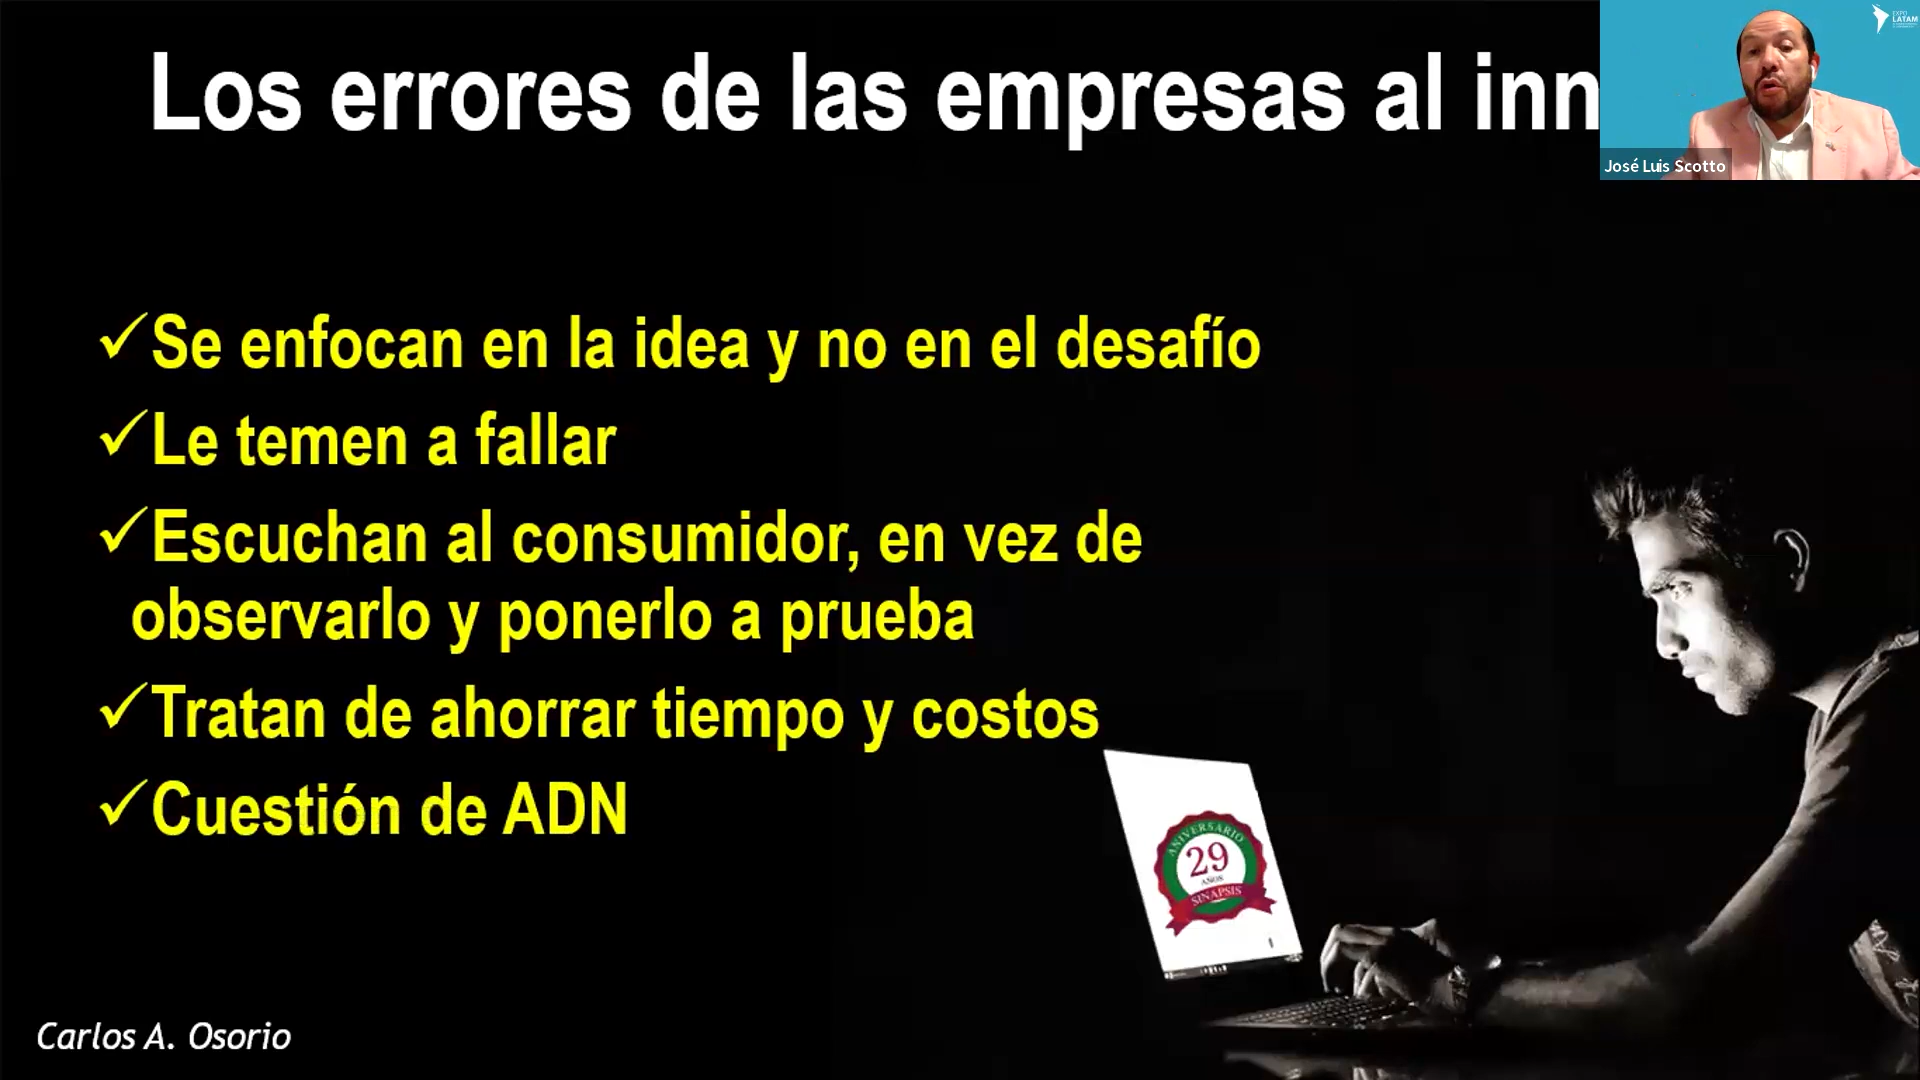 Los errores de las empresas al inn
EXPO
LATAM
José Luis Scotto
✓Se enfocan en la idea y no en el desafío
✓Le temen a fallar
✓Escuchan al consumidor, en vez de
observarlo y ponerlo a prueba
✓Tratan de ahorrar tiempo y costos
✓Cuestión de ADN
ANIVERSARIO
29
AÑOS
SINAPSIS
Carlos A. Osorio